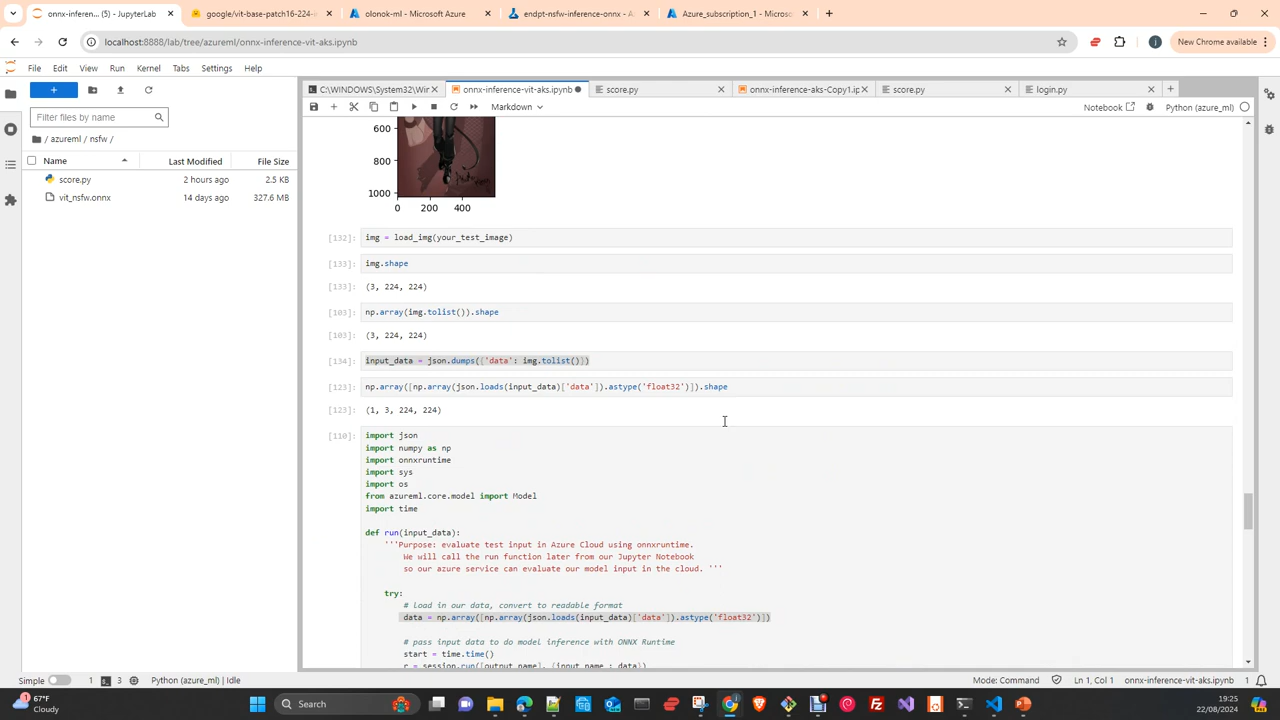 onnx-inferen... (5) - JupyterLab
google/vit-base-patch16-224-i
olonok-ml - Microsoft Azure
endpt-nsfw-inference-onnx - A
Azure_subscription_1 - Microso
localhost:8888/lab/tree/azureml/onnx-inference-vit-aks.ipynb
New Chrome available
File Edit View Run Kernel Tabs Settings Help
C:\WINDOWS\System32\Wir
onnx-inference-vit-aks.ipynb
score.py
onnx-inference-aks-Copy1.ip
score.py
login.py
Markdown
Notebook
Python (azure_ml)
Filter files by name
/ azureml / nsfw /
Name Last Modified File Size
score.py 2 hours ago 2.5 KB
vit_nsfw.onnx 14 days ago 327.6 MB
600
800
1000
0 200 400
[132]: img = load_img(your_test_image)
[133]: img.shape
[133]: (3, 224, 224)
[103]: np.array(img.tolist()).shape
[103]: (3, 224, 224)
[134]: input_data = json.dumps({'data': img.tolist()})
[123]: np.array([np.array(json.loads(input_data)['data']).astype('float32')]).shape
[123]: (1, 3, 224, 224)
[110]: import json
import numpy as np
import onnxruntime
import sys
import os
from azureml.core.model import Model
import time
def run(input_data):
'''Purpose: evaluate test input in Azure Cloud using onnxruntime.
We will call the run function later from our Jupyter Notebook
so our azure service can evaluate our model input in the cloud. '''
try:
# load in our data, convert to readable format
data = np.array([np.array(json.loads(input_data)['data']).astype('float32')])
# pass input data to do model inference with ONNX Runtime
start = time.time()
r = session.run([output_name], {input_name : data})
Simple 1 3 Python (azure_ml) | Idle
Mode: Command Ln 1, Col 1 onnx-inference-vit-aks.ipynb 1
67°F
Cloudy
Search
19:25
22/08/2024